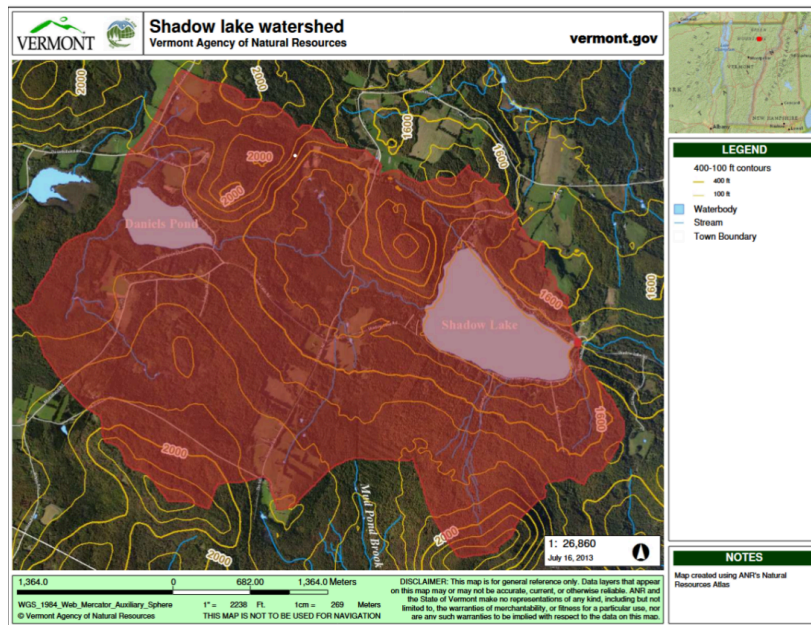 VERMONT
Shadow lake watershed
Vermont Agency of Natural Resources
vermont.gov
2000
2000
1600
1600
2000
2000
Daniels Pond
1600
1600
Shadow Lake
1600
2000
2000
2000
Mud Pond Brook
1: 26,860
July 16, 2013
LEGEND
400-100 ft contours
400 ft
100 ft
Waterbody
Stream
Town Boundary
NOTES
Map created using ANR's Natural
Resources Atlas
1,364.0 0 682.00 1,364.0 Meters
WGS_1984_Web_Mercator_Auxiliary_Sphere
1" = 2238 Ft. 1cm = 269 Meters
© Vermont Agency of Natural Resources
THIS MAP IS NOT TO BE USED FOR NAVIGATION
DISCLAIMER: This map is for general reference only. Data layers that appear
on this map may or may not be accurate, current, or otherwise reliable. ANR and
the State of Vermont make no representations of any kind, including but not
limited to, the warranties of merchantability, or fitness for a particular use, nor
are any such warranties to be implied with respect to the data on this map.